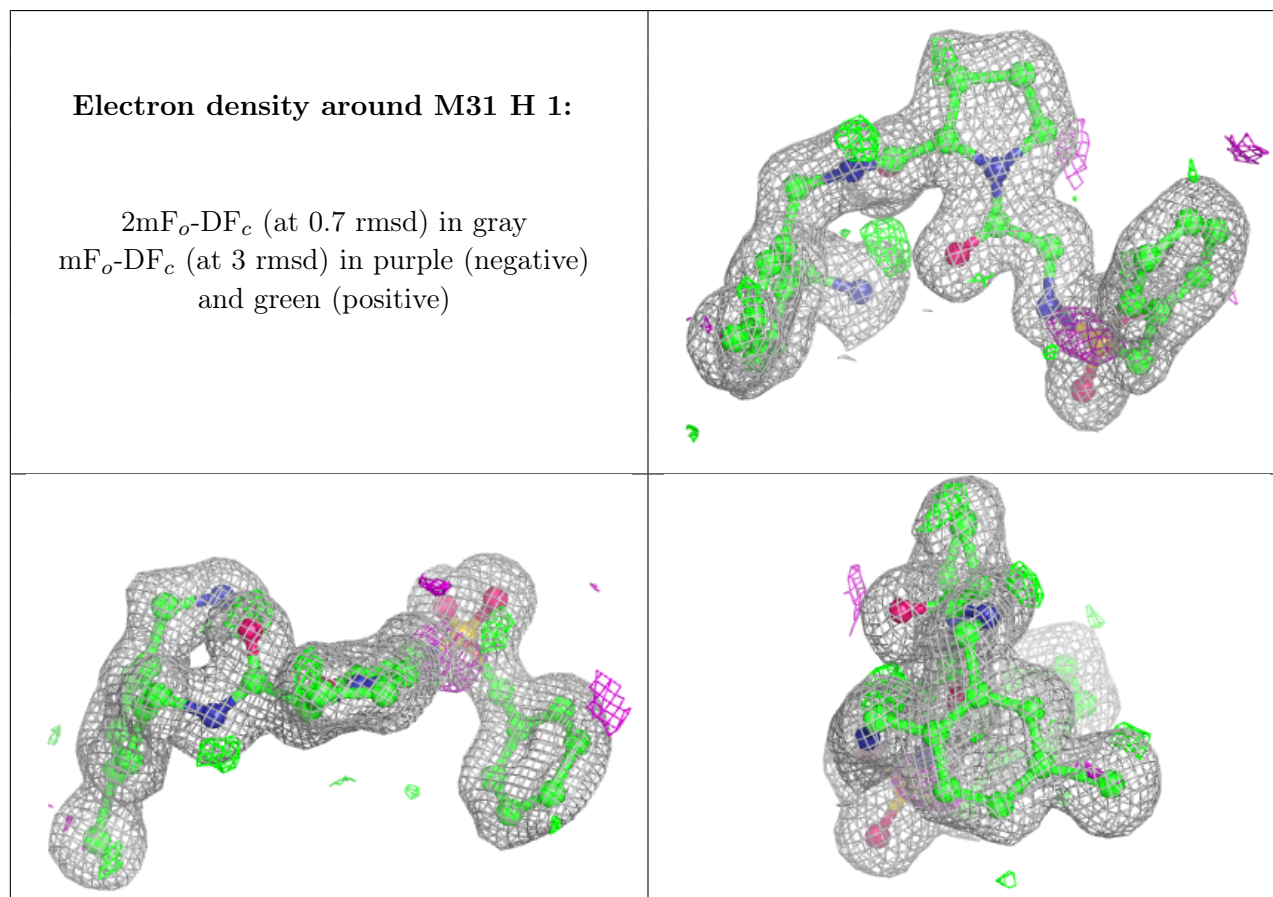 Electron density around M31 H 1:
2mFₒ-DF𝒸 (at 0.7 rmsd) in gray
mFₒ-DF𝒸 (at 3 rmsd) in purple (negative)
and green (positive)